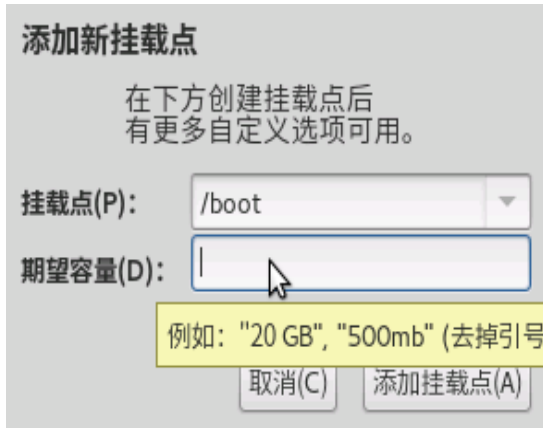 添加新挂载点
在下方创建挂载点后
有更多自定义选项可用。
挂载点(P)： /boot
期望容量(D)：
例如："20 GB", "500mb" (去掉引号
取消(C) 添加挂载点(A)